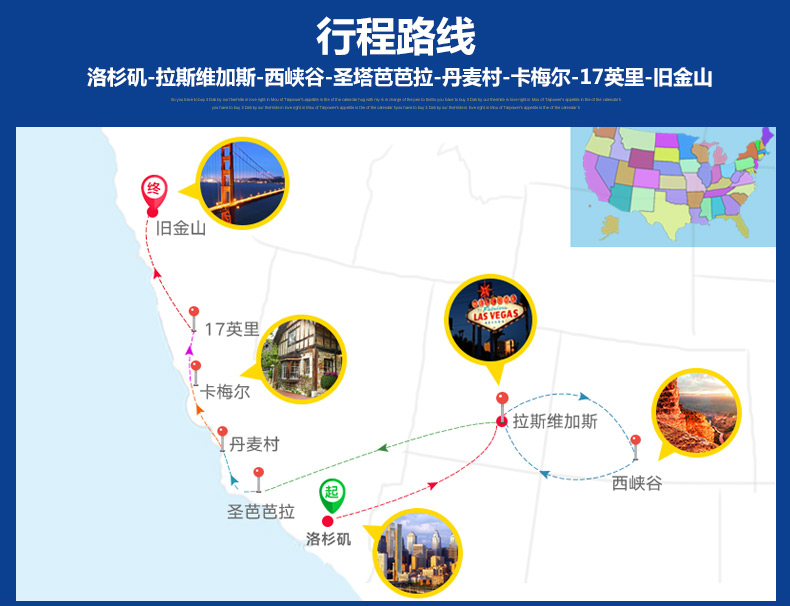 行程路线
洛杉矶-拉斯维加斯-西峡谷-圣塔芭芭拉-丹麦村-卡梅尔-17英里-旧金山
终
旧金山
17英里
卡梅尔
丹麦村
圣芭芭拉
起
洛杉矶
WELCOME
LAS VEGAS
拉斯维加斯
西峡谷